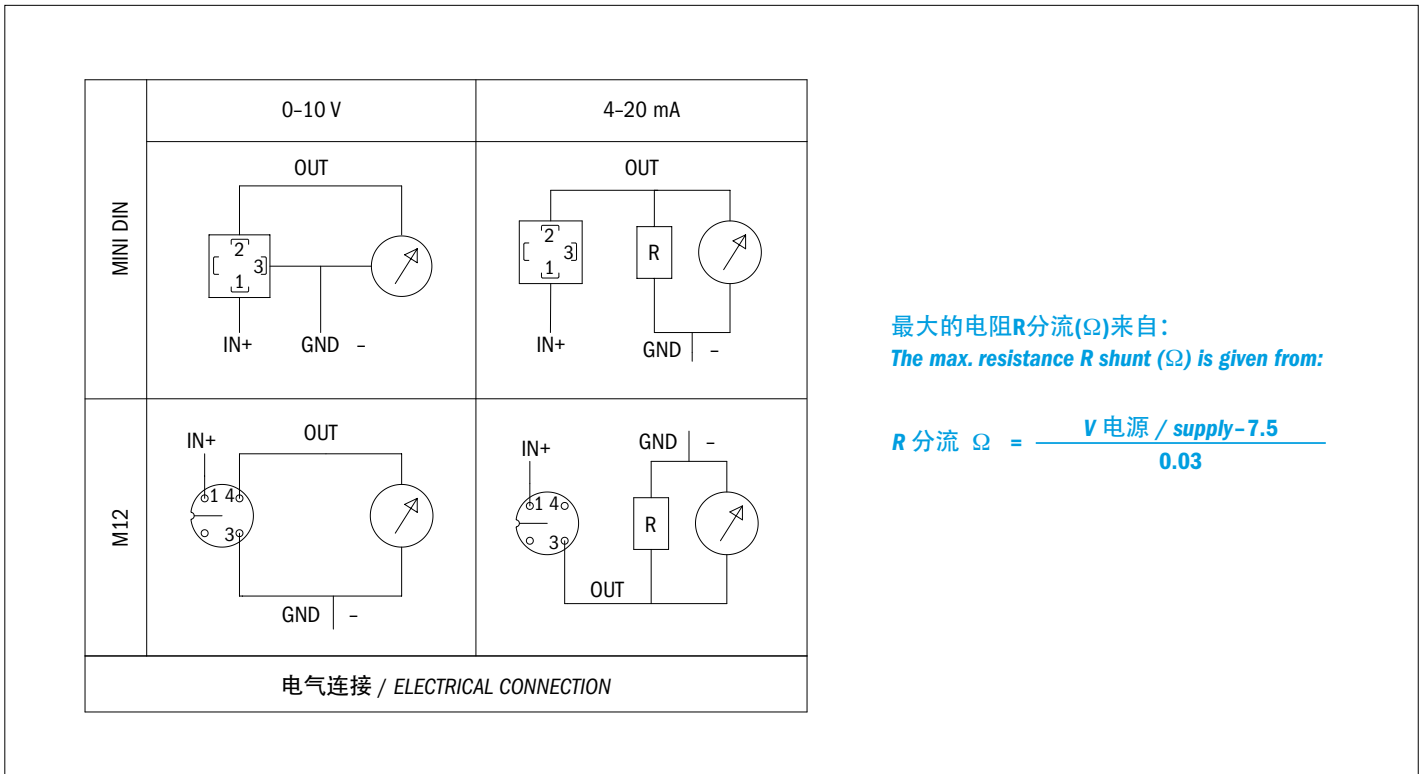 0–10 V
4–20 mA
MINI DIN
OUT
2
3
1
IN+
GND –
OUT
2
3
1
R
IN+
GND –
M12
IN+
OUT
1 4
3
GND –
IN+
GND –
1 4
3
R
OUT
电气连接 / ELECTRICAL CONNECTION
最大的电阻R分流(Ω)来自：
The max. resistance R shunt (Ω) is given from:
R 分流 Ω = V 电源 / supply–7.5
0.03